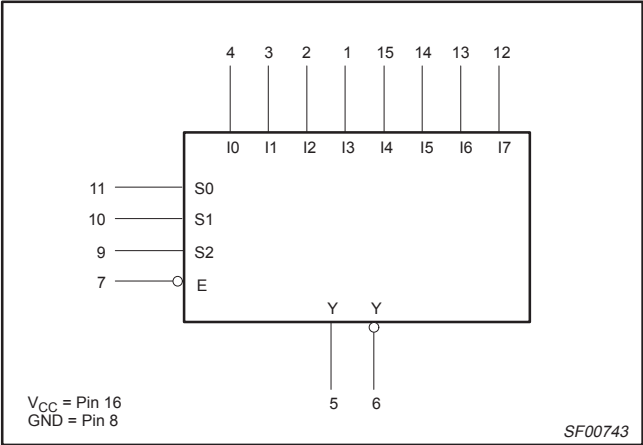 4 3 2 1 15 14 13 12
I0 I1 I2 I3 I4 I5 I6 I7
11 S0
10 S1
9 S2
7 E
Y Y
5 6
VCC = Pin 16
GND = Pin 8
SF00743